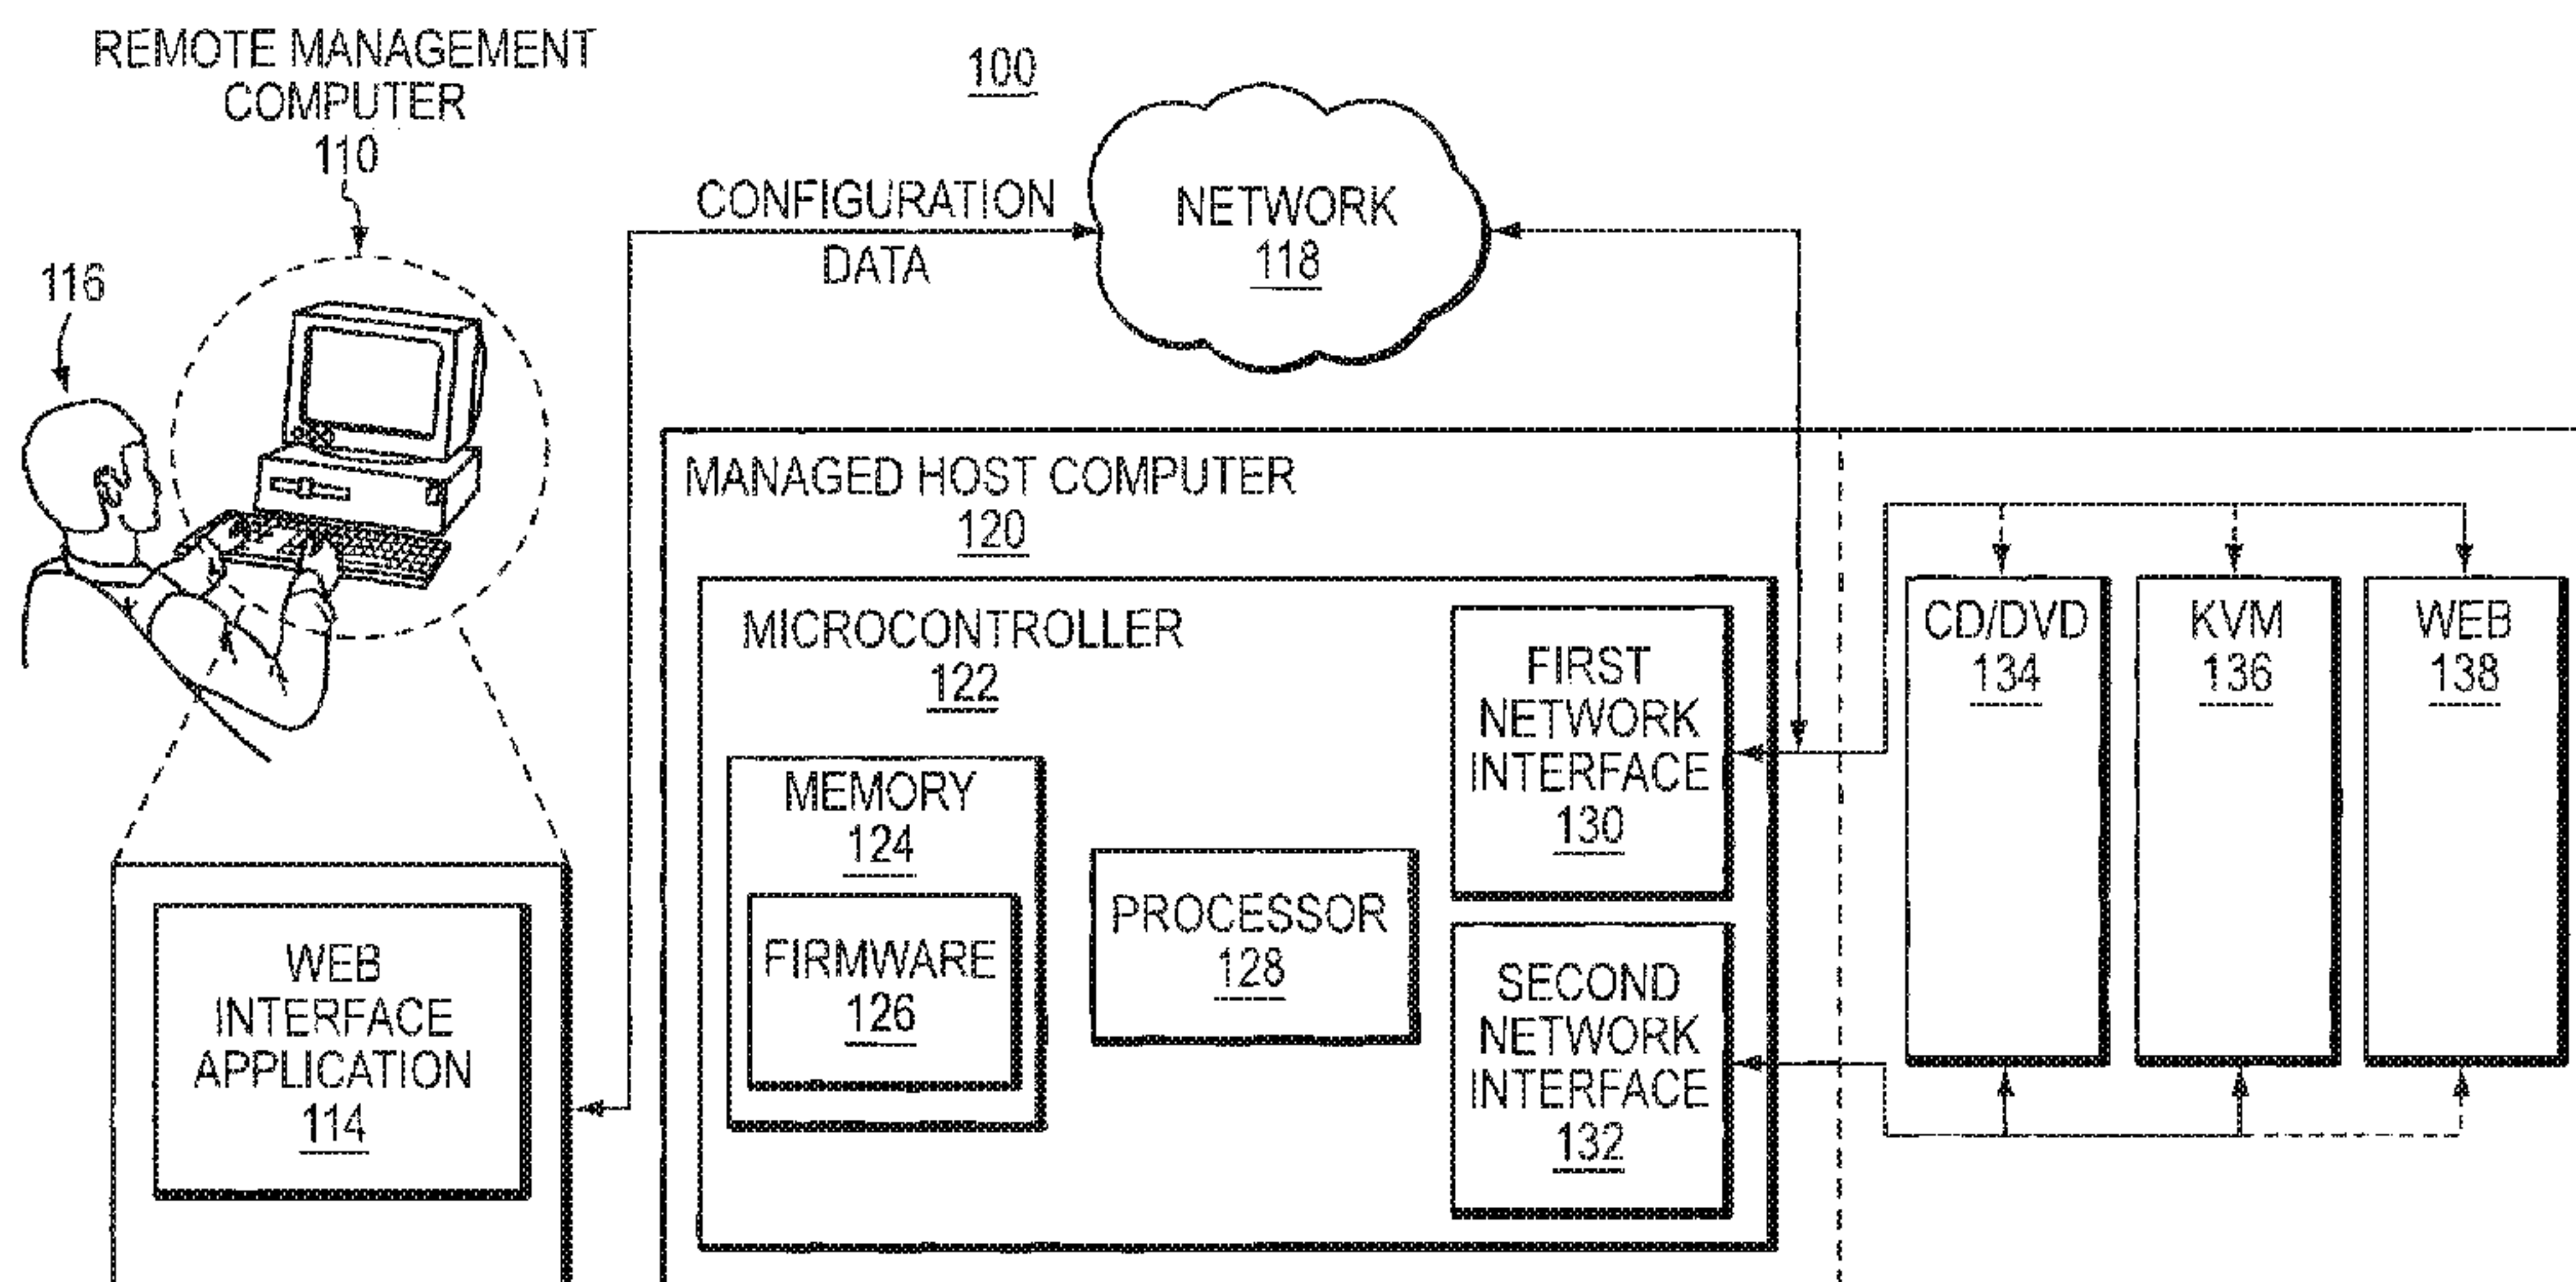 REMOTE MANAGEMENT
COMPUTER
110
100
116
CONFIGURATION
DATA
NETWORK
118
MANAGED HOST COMPUTER
120
MICROCONTROLLER
122
MEMORY
124
FIRMWARE
126
PROCESSOR
128
FIRST
NETWORK
INTERFACE
130
SECOND
NETWORK
INTERFACE
132
CD/DVD
134
KVM
136
WEB
138
WEB
INTERFACE
APPLICATION
114